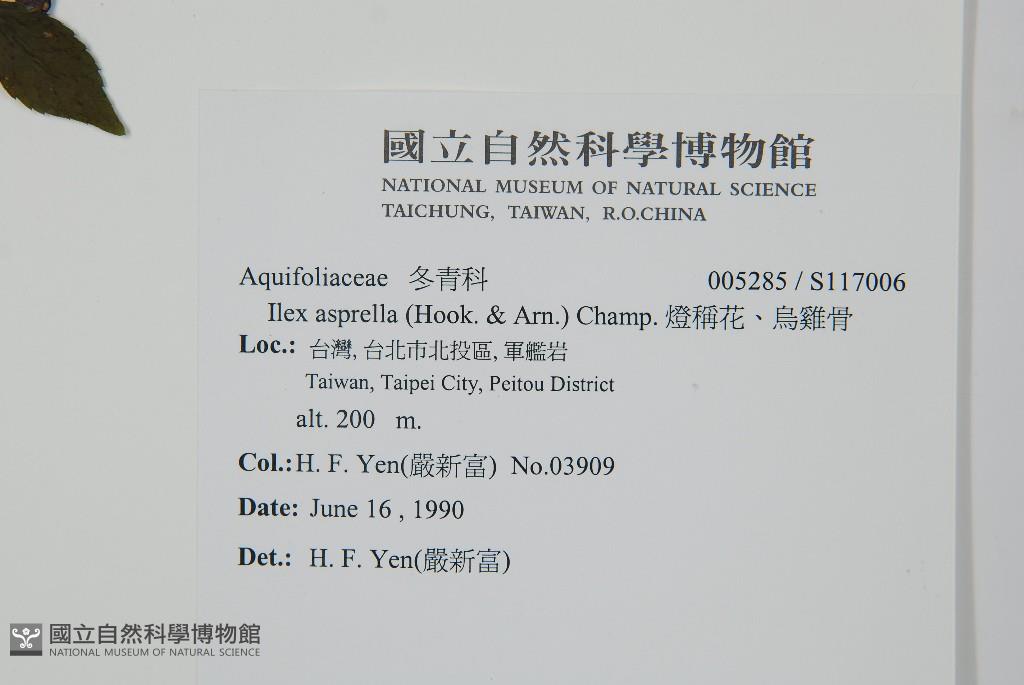 國立自然科學博物館
NATIONAL MUSEUM OF NATURAL SCIENCE
TAICHUNG, TAIWAN, R.O.CHINA
Aquifoliaceae 冬青科 005285 / S117006
Ilex asprella (Hook. & Arn.) Champ. 燈稱花、烏雞骨
Loc.: 台灣, 台北市北投區, 軍艦岩
Taiwan, Taipei City, Peitou District
alt. 200 m.
Col.: H. F. Yen(嚴新富) No.03909
Date: June 16 , 1990
Det.: H. F. Yen(嚴新富)
國立自然科學博物館
NATIONAL MUSEUM OF NATURAL SCIENCE